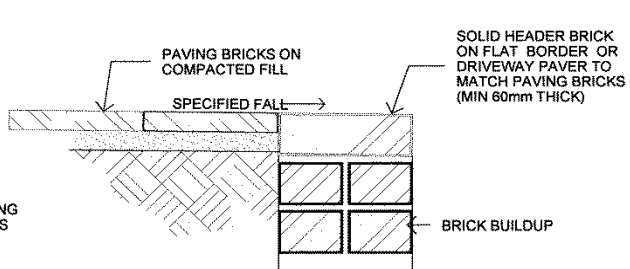 PAVING BRICKS ON
COMPACTED FILL
SPECIFIED FALL
SOLID HEADER BRICK
ON FLAT BORDER OR
DRIVEWAY PAVER TO
MATCH PAVING BRICKS
(MIN 60mm THICK)
BRICK BUILDUP